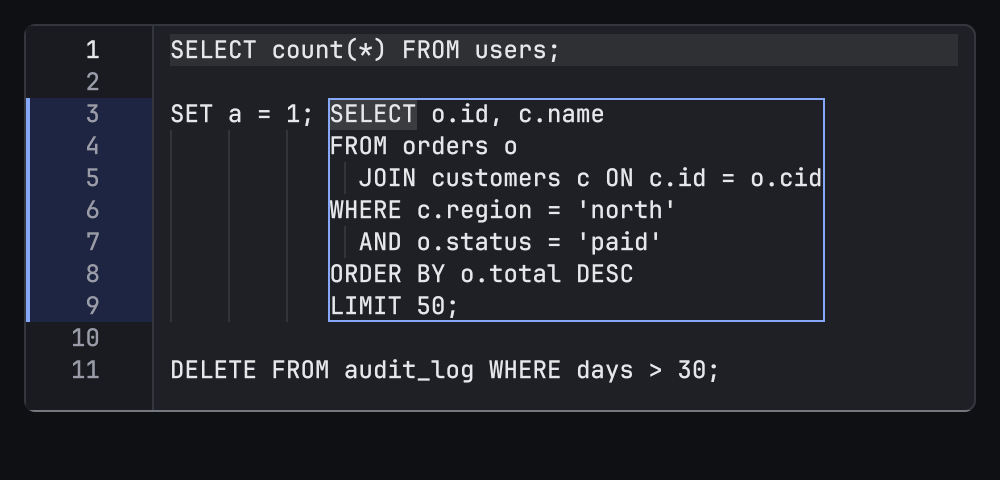 1 SELECT count(*) FROM users;
2
3 SET a = 1; SELECT o.id, c.name
4 FROM orders o
5 JOIN customers c ON c.id = o.cid
6 WHERE c.region = 'north'
7 AND o.status = 'paid'
8 ORDER BY o.total DESC
9 LIMIT 50;
10
11 DELETE FROM audit_log WHERE days > 30;